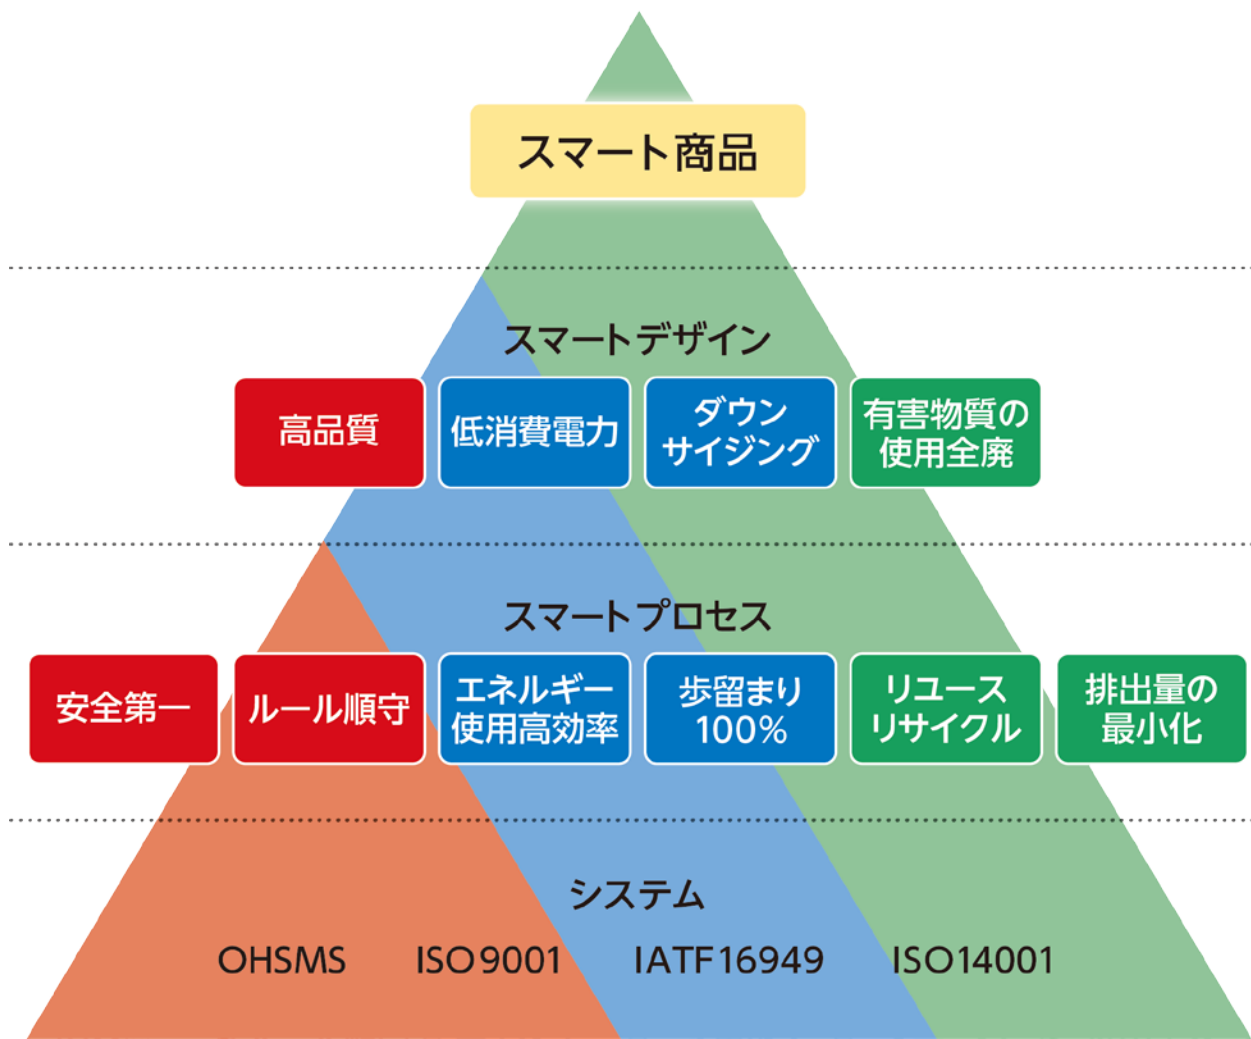 スマート商品
スマートデザイン
高品質
低消費電力
ダウン
サイジング
有害物質の
使用全廃
スマートプロセス
安全第一
ルール順守
エネルギー
使用高効率
歩留まり
100%
リユース
リサイクル
排出量の
最小化
システム
OHSMS
ISO9001
IATF16949
ISO14001